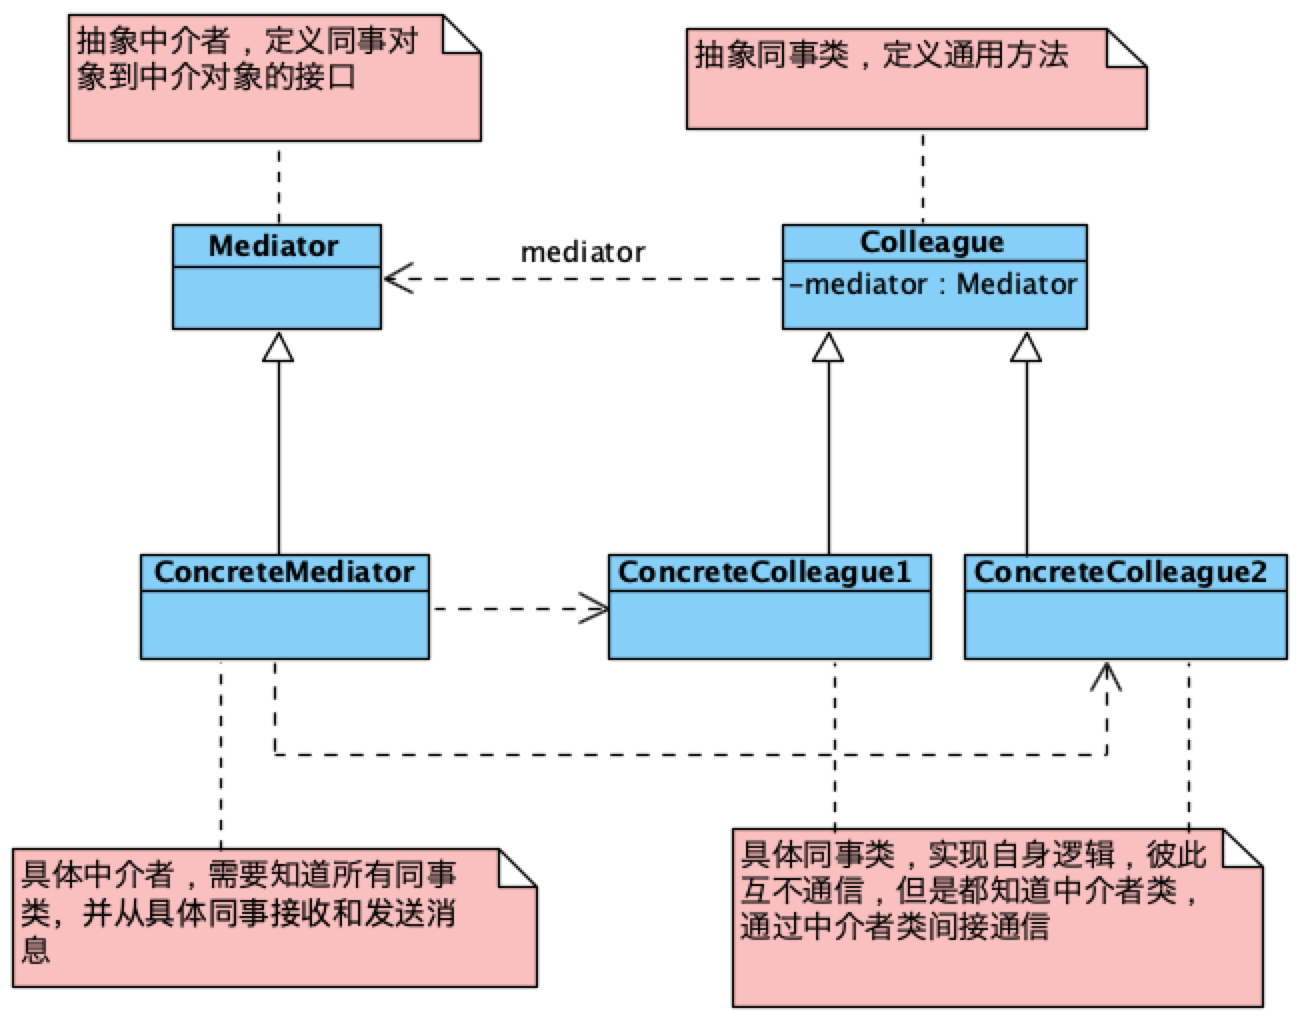 抽象中介者，定义同事对
象到中介对象的接口
抽象同事类，定义通用方法
Mediator
mediator
Colleague
-mediator : Mediator
ConcreteMediator
ConcreteColleague1
ConcreteColleague2
具体中介者，需要知道所有同事
类，并从具体同事接收和发送消
息
具体同事类，实现自身逻辑，彼此
互不通信，但是都知道中介者类，
通过中介者类间接通信